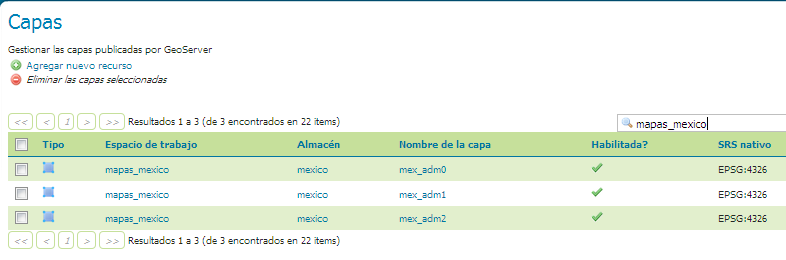 Capas
Gestionar las capas publicadas por GeoServer
Agregar nuevo recurso
Eliminar las capas seleccionadas
<< < 1 > >> Resultados 1 a 3 (de 3 encontrados en 22 items) mapas_mexico
Tipo Espacio de trabajo Almacén Nombre de la capa Habilitada? SRS nativo
mapas_mexico mexico mex_adm0 EPSG:4326
mapas_mexico mexico mex_adm1 EPSG:4326
mapas_mexico mexico mex_adm2 EPSG:4326
<< < 1 > >> Resultados 1 a 3 (de 3 encontrados en 22 items)